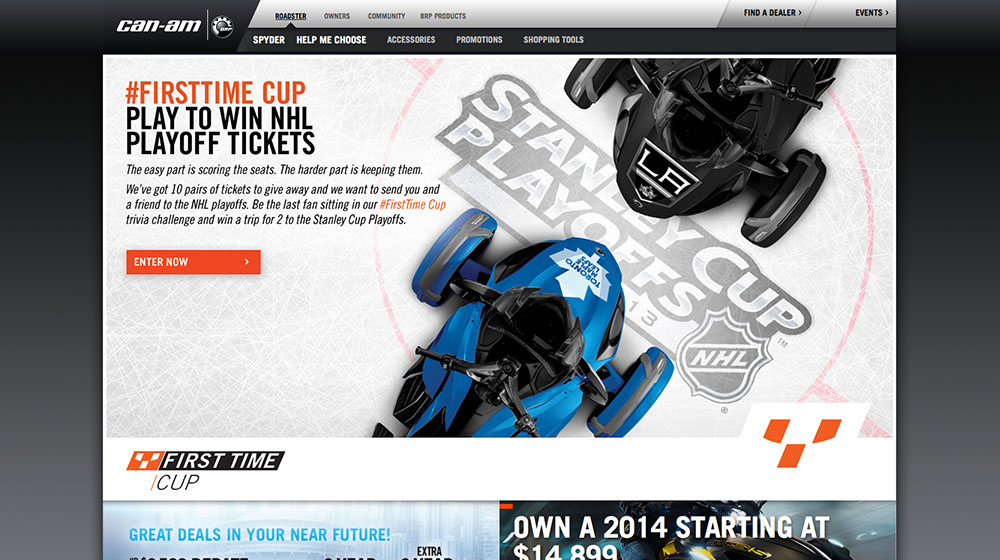 can-am
BRP
ROADSTER OWNERS COMMUNITY BRP PRODUCTS
FIND A DEALER EVENTS
SPYDER HELP ME CHOOSE ACCESSORIES PROMOTIONS SHOPPING TOOLS
#FIRSTTIME CUP
PLAY TO WIN NHL
PLAYOFF TICKETS
The easy part is scoring the seats. The harder part is keeping them.
We've got 10 pairs of tickets to give away and we want to send you and
a friend to the NHL playoffs. Be the last fan sitting in our #FirstTime Cup
trivia challenge and win a trip for 2 to the Stanley Cup Playoffs.
ENTER NOW
STANLEY CUP
PLAYOFFS
13
NHL
TM
®
LA
TORONTO
MAPLE
LEAFS
FIRST TIME
/CUP
GREAT DEALS IN YOUR NEAR FUTURE!
EXTRA
OWN A 2014 STARTING AT
$14,899